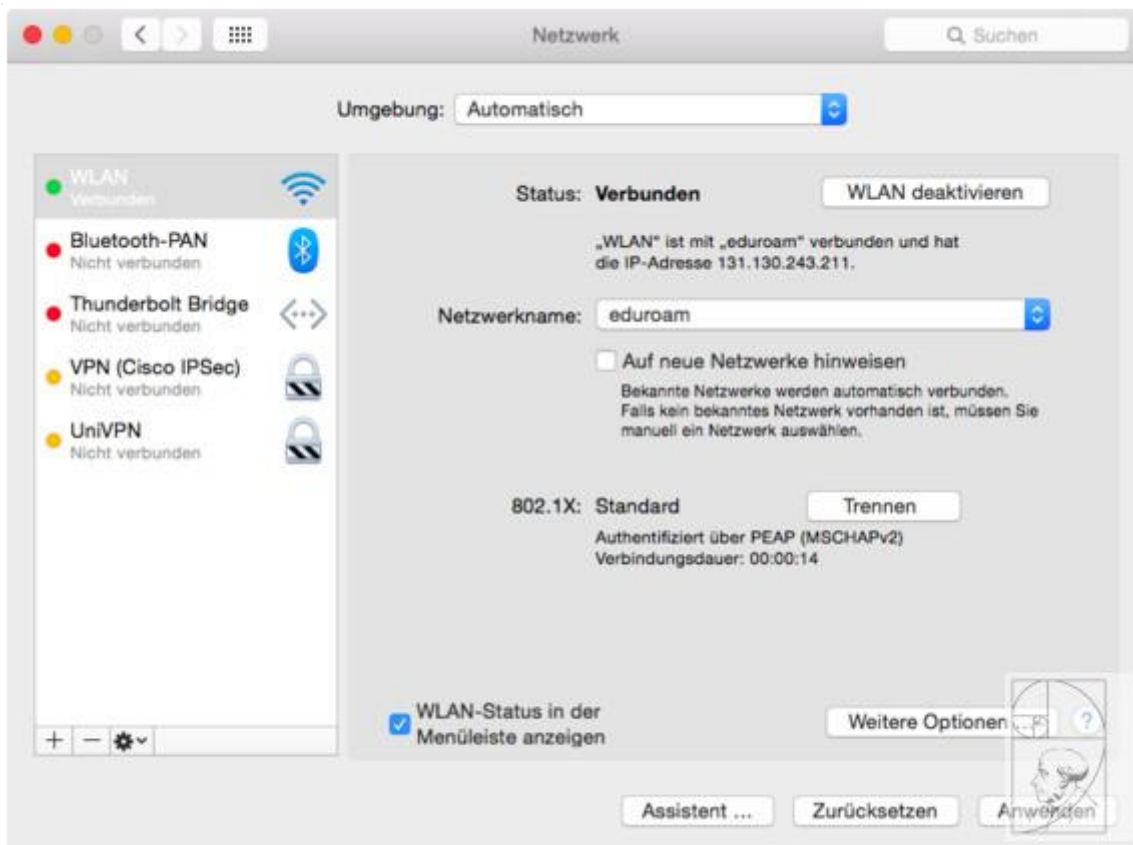 Netzwerk
Suchen
Umgebung: Automatisch
WLAN
Verbunden
Bluetooth-PAN
Nicht verbunden
Thunderbolt Bridge
Nicht verbunden
VPN (Cisco IPSec)
Nicht verbunden
UniVPN
Nicht verbunden
Status: Verbunden
WLAN deaktivieren
„WLAN“ ist mit „eduroam“ verbunden und hat
die IP-Adresse 131.130.243.211.
Netzwerkname: eduroam
Auf neue Netzwerke hinweisen
Bekannte Netzwerke werden automatisch verbunden.
Falls kein bekanntes Netzwerk vorhanden ist, müssen Sie
manuell ein Netzwerk auswählen.
802.1X: Standard
Trennen
Authentifiziert über PEAP (MSCHAPv2)
Verbindungsdauer: 00:00:14
WLAN-Status in der
Menüleiste anzeigen
Weitere Optionen ...
?
Assistent ...
Zurücksetzen
Anwenden